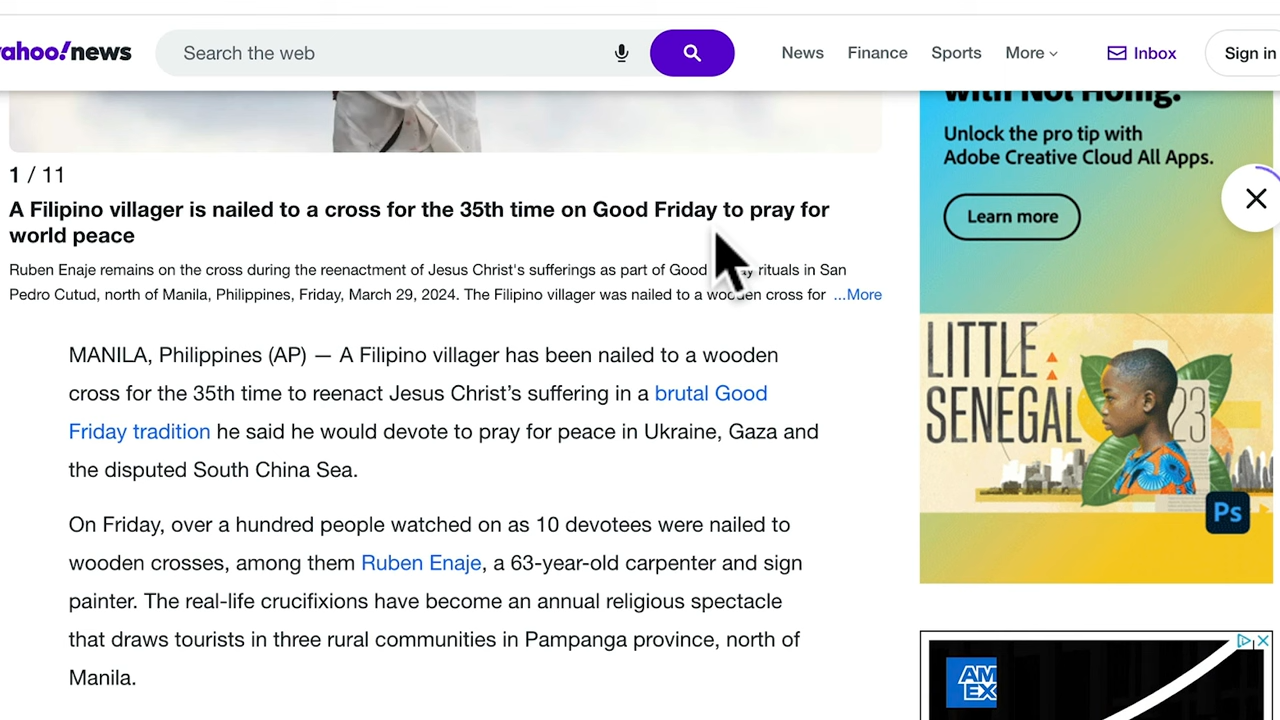 ahoo!news
Search the web
News
Finance
Sports
More
Inbox
Sign in
with Not Hotdog.
Unlock the pro tip with
Adobe Creative Cloud All Apps.
Learn more
1 / 11
A Filipino villager is nailed to a cross for the 35th time on Good Friday to pray for
world peace
Ruben Enaje remains on the cross during the reenactment of Jesus Christ's sufferings as part of Good rituals in San
Pedro Cutud, north of Manila, Philippines, Friday, March 29, 2024. The Filipino villager was nailed to a wooden cross for ...More
MANILA, Philippines (AP) — A Filipino villager has been nailed to a wooden
cross for the 35th time to reenact Jesus Christ’s suffering in a brutal Good
Friday tradition he said he would devote to pray for peace in Ukraine, Gaza and
the disputed South China Sea.
On Friday, over a hundred people watched on as 10 devotees were nailed to
wooden crosses, among them Ruben Enaje, a 63-year-old carpenter and sign
painter. The real-life crucifixions have become an annual religious spectacle
that draws tourists in three rural communities in Pampanga province, north of
Manila.
LITTLE
SENEGAL
23
Ps
AM
EX